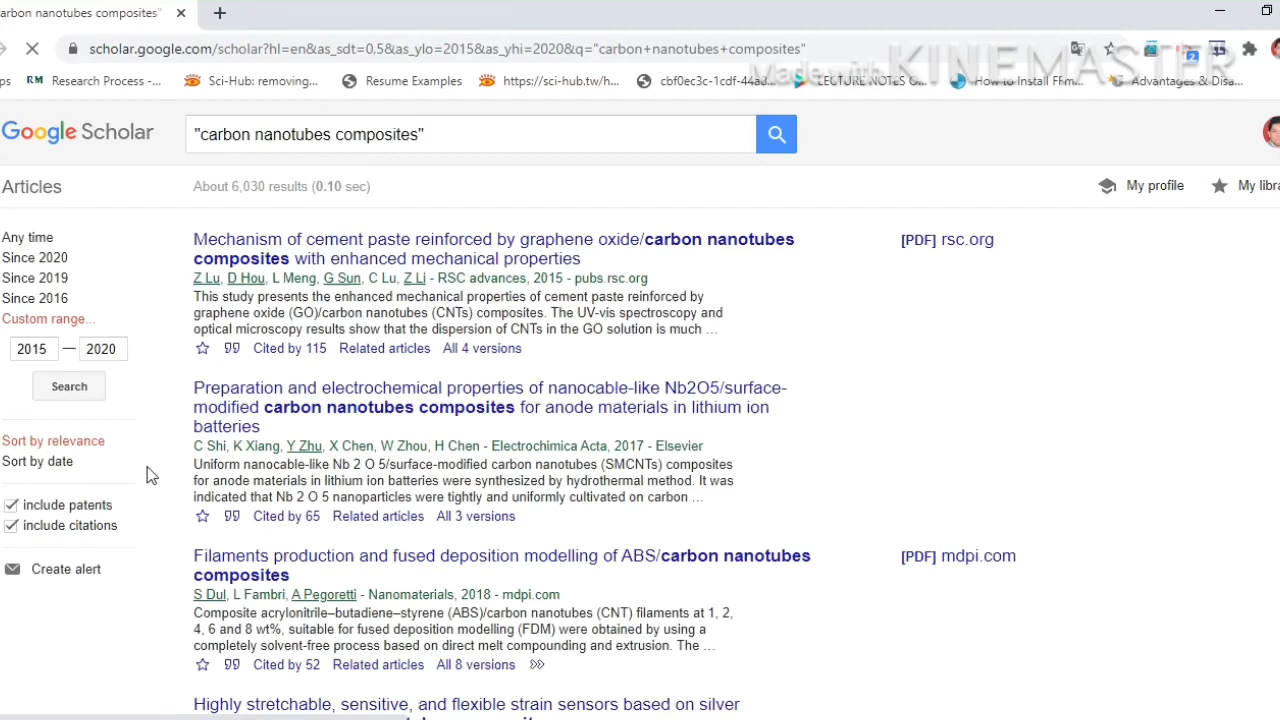 arbon nanotubes composites"
scholar.google.com/scholar?hl=en&as_sdt=0,5&as_ylo=2015&as_yhi=2020&q="carbon+nanotubes+composites"
Made with KINEMASTER
ps RM Research Process -... Sci-Hub: removing... Resume Examples https://sci-hub.tw/h... cbf0ec3c-1cdf-44a8... LECTURE NOTES O... How to Install FFm... Advantages & Disa...
Google Scholar "carbon nanotubes composites"
Articles About 6,030 results (0.10 sec) My profile My libra
Any time
Since 2020
Since 2019
Since 2016
Custom range...
2015 — 2020
Search
Sort by relevance
Sort by date
include patents
include citations
Create alert
Mechanism of cement paste reinforced by graphene oxide/carbon nanotubes
composites with enhanced mechanical properties
[PDF] rsc.org
Z Lu, D Hou, L Meng, G Sun, C Lu, Z Li - RSC advances, 2015 - pubs.rsc.org
This study presents the enhanced mechanical properties of cement paste reinforced by
graphene oxide (GO)/carbon nanotubes (CNTs) composites. The UV-vis spectroscopy and
optical microscopy results show that the dispersion of CNTs in the GO solution is much ...
Cited by 115 Related articles All 4 versions
Preparation and electrochemical properties of nanocable-like Nb2O5/surface-
modified carbon nanotubes composites for anode materials in lithium ion
batteries
C Shi, K Xiang, Y Zhu, X Chen, W Zhou, H Chen - Electrochimica Acta, 2017 - Elsevier
Uniform nanocable-like Nb 2 O 5/surface-modified carbon nanotubes (SMCNTs) composites
for anode materials in lithium ion batteries were synthesized by hydrothermal method. It was
indicated that Nb 2 O 5 nanoparticles were tightly and uniformly cultivated on carbon ...
Cited by 65 Related articles All 3 versions
Filaments production and fused deposition modelling of ABS/carbon nanotubes
composites
[PDF] mdpi.com
S Dul, L Fambri, A Pegoretti - Nanomaterials, 2018 - mdpi.com
Composite acrylonitrile–butadiene–styrene (ABS)/carbon nanotubes (CNT) filaments at 1, 2,
4, 6 and 8 wt%, suitable for fused deposition modelling (FDM) were obtained by using a
completely solvent-free process based on direct melt compounding and extrusion. The ...
Cited by 52 Related articles All 8 versions
Highly stretchable, sensitive, and flexible strain sensors based on silver